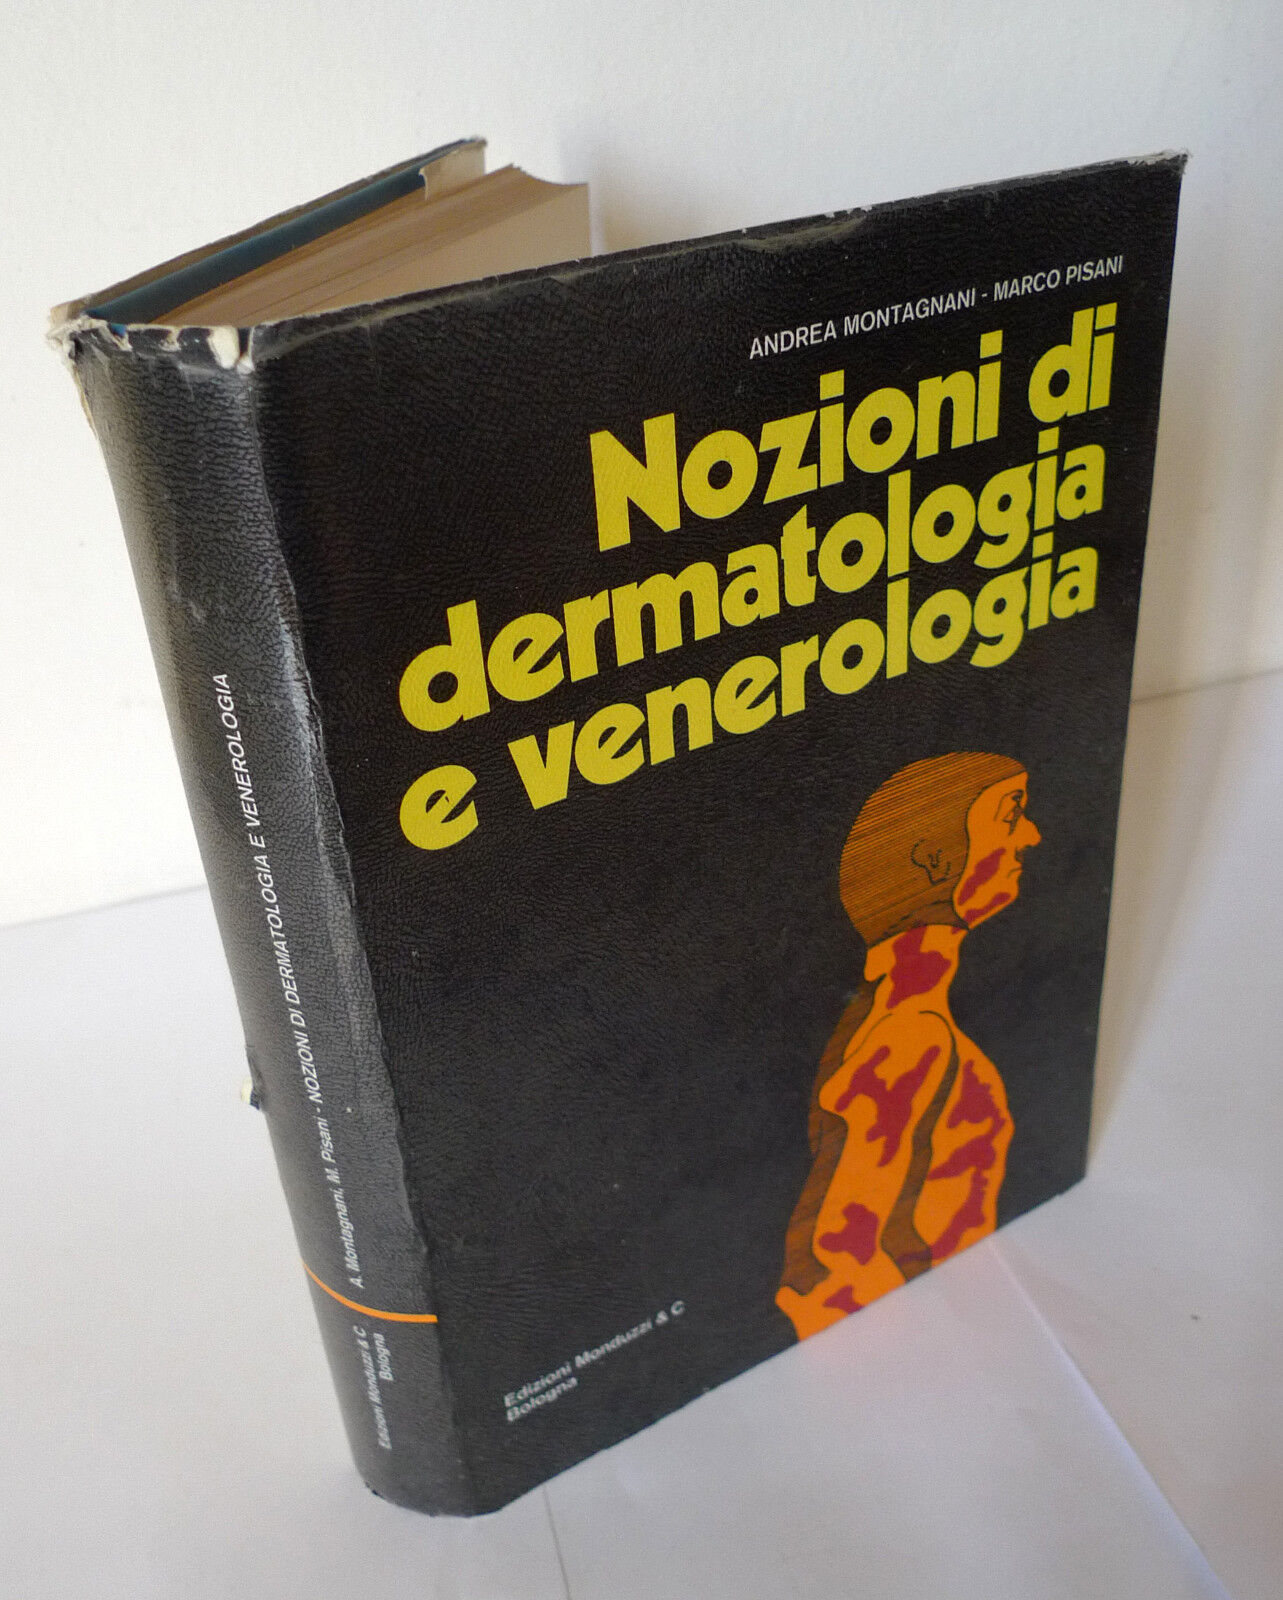 ANDREA MONTAGNANI - MARCO PISANI
Nozioni di
dermatologia
e venerologia
Edizioni Monduzzi & C
Bologna
A. Montagnani, M. Pisani - NOZIONI DI DERMATOLOGIA E VENEROLOGIA
Edizioni Monduzzi & C
Bologna